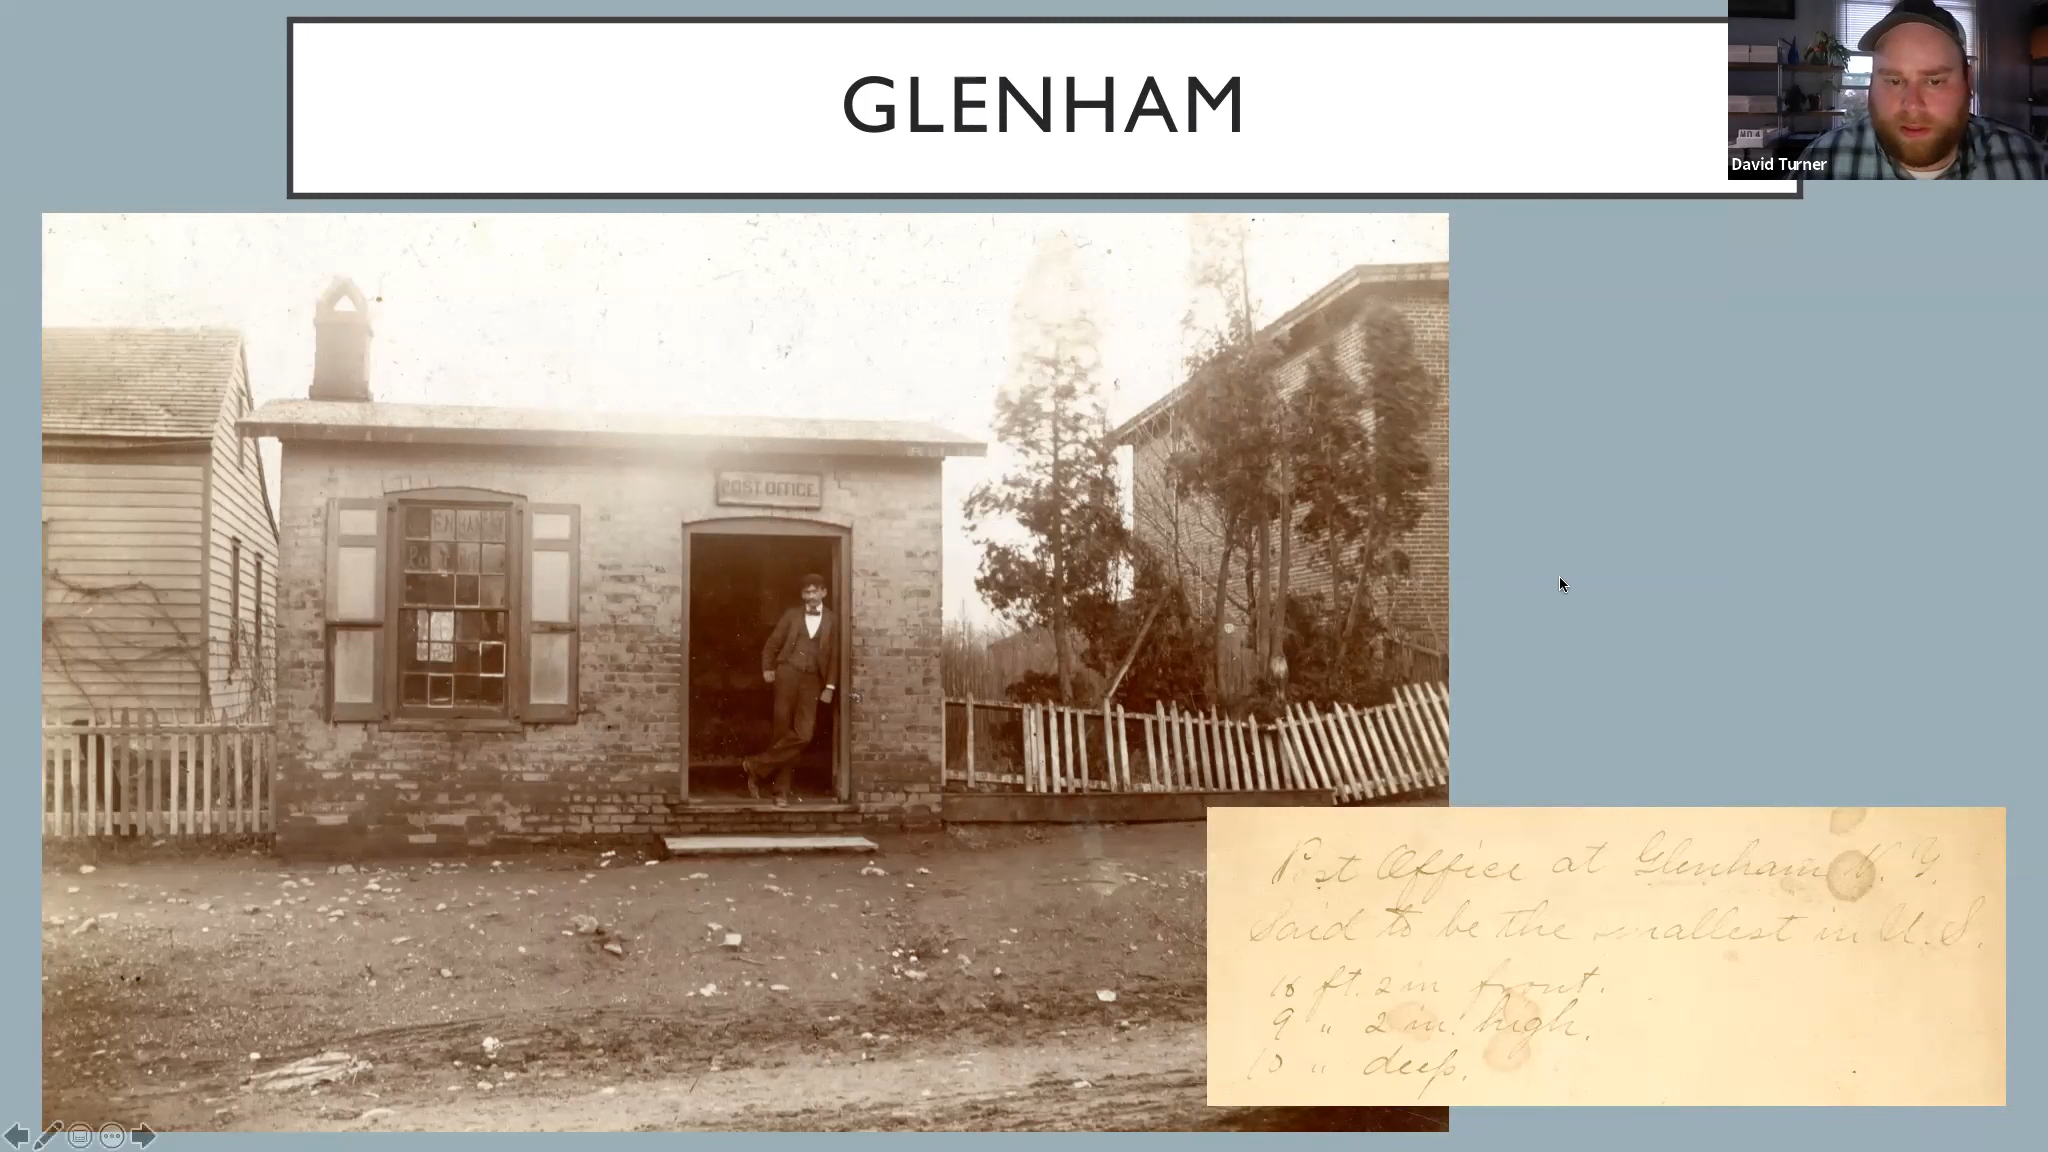 GLENHAM
David Turner
POST OFFICE.
Post Office at Glenham N. Y.
Said to be the smallest in U. S.
ft. 2 in front.
9 " 2 in. high.
10 " deep.